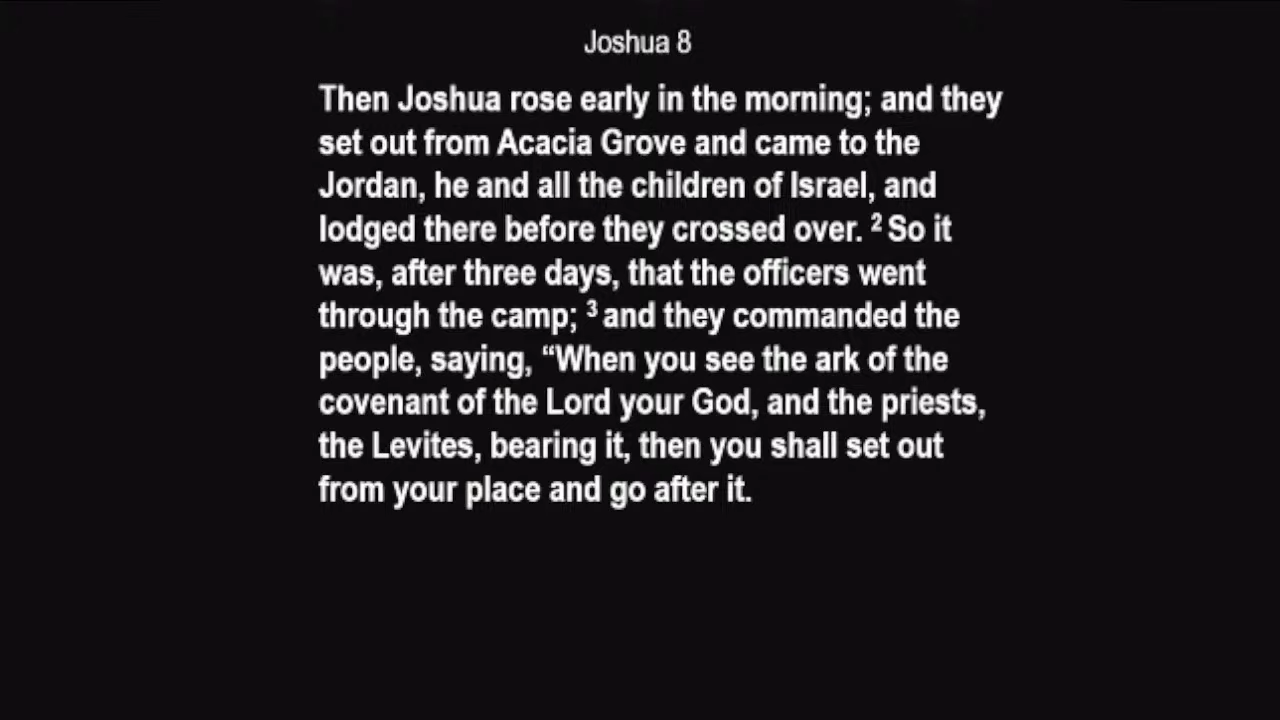 Joshua 8
Then Joshua rose early in the morning; and they
set out from Acacia Grove and came to the
Jordan, he and all the children of Israel, and
lodged there before they crossed over. ² So it
was, after three days, that the officers went
through the camp; ³ and they commanded the
people, saying, “When you see the ark of the
covenant of the Lord your God, and the priests,
the Levites, bearing it, then you shall set out
from your place and go after it.